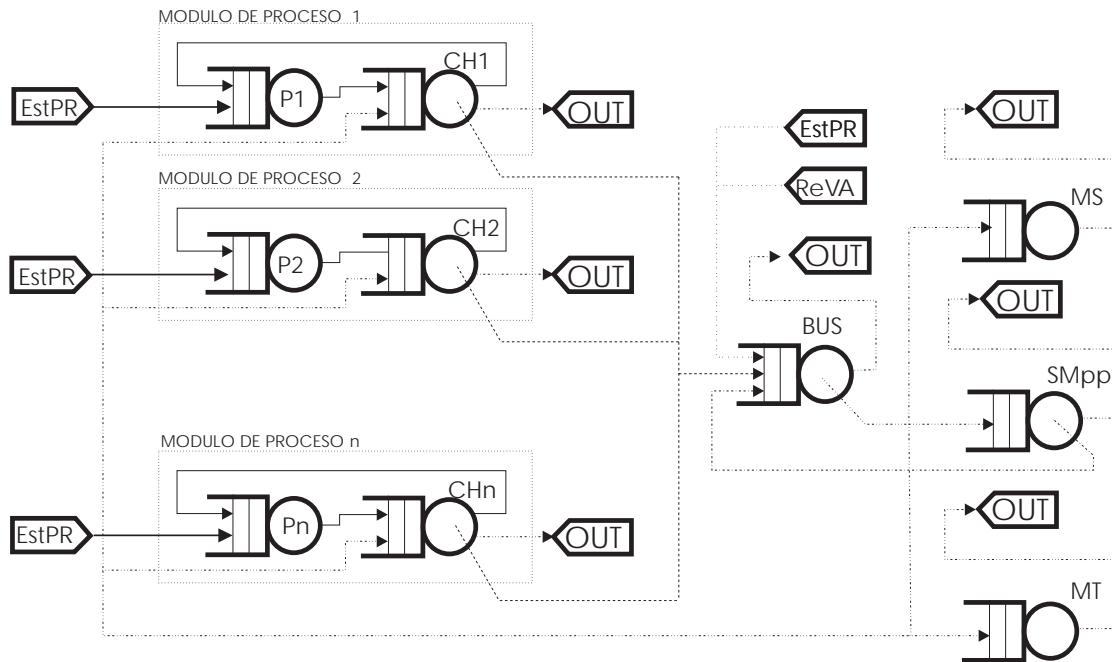 MODULO DE PROCESO 1
CH1
EstPR
P1
OUT
MODULO DE PROCESO 2
CH2
EstPR
P2
OUT
MODULO DE PROCESO n
CHn
EstPR
Pn
OUT
EstPR
ReVA
OUT
BUS
OUT
MS
OUT
SMpp
OUT
MT